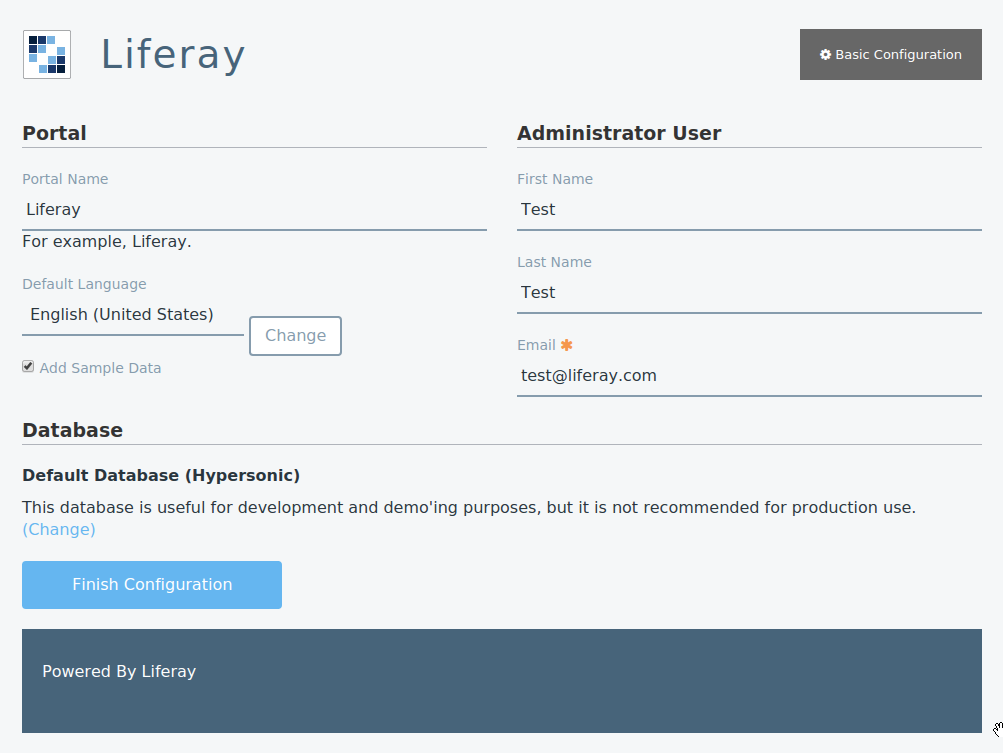 Liferay
Basic Configuration
Portal
Portal Name
Liferay
For example, Liferay.
Default Language
English (United States)
Change
Add Sample Data
Administrator User
First Name
Test
Last Name
Test
Email ✱
test@liferay.com
Database
Default Database (Hypersonic)
This database is useful for development and demo'ing purposes, but it is not recommended for production use.
(Change)
Finish Configuration
Powered By Liferay